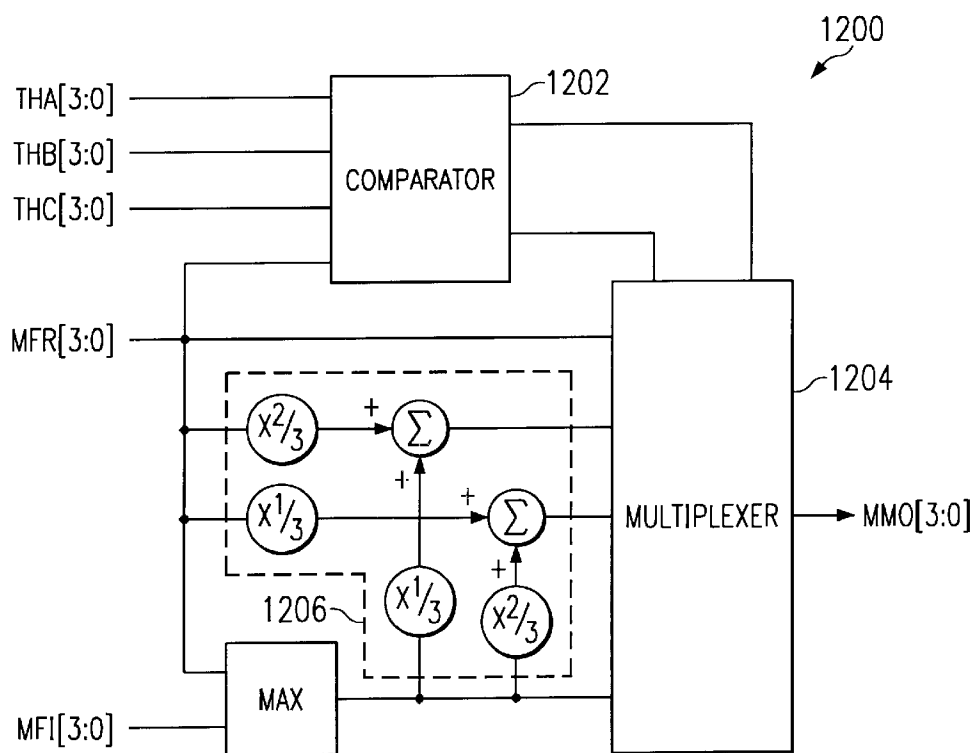 1200
THA[3:0]
1202
THB[3:0]
COMPARATOR
THC[3:0]
MFR[3:0]
1204
X2/3
+
Σ
+
X1/3
+
Σ
MULTIPLEXER
MMO[3:0]
+
1206
X1/3
X2/3
MAX
MFI[3:0]